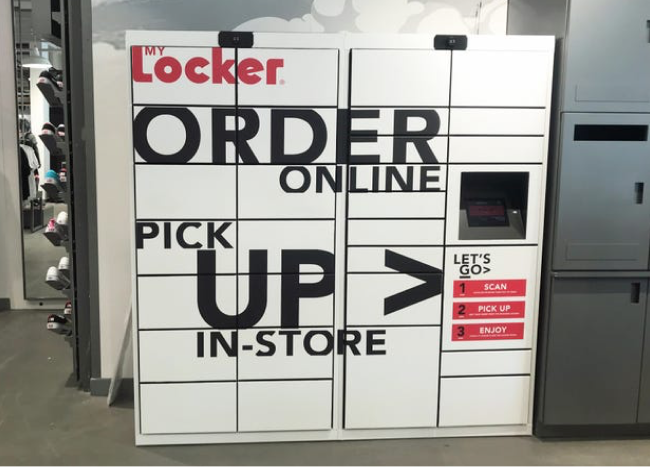 MY
Locker®
ORDER
ONLINE
PICK
UP >
IN-STORE
LET'S
GO>
1 SCAN
2 PICK UP
3 ENJOY